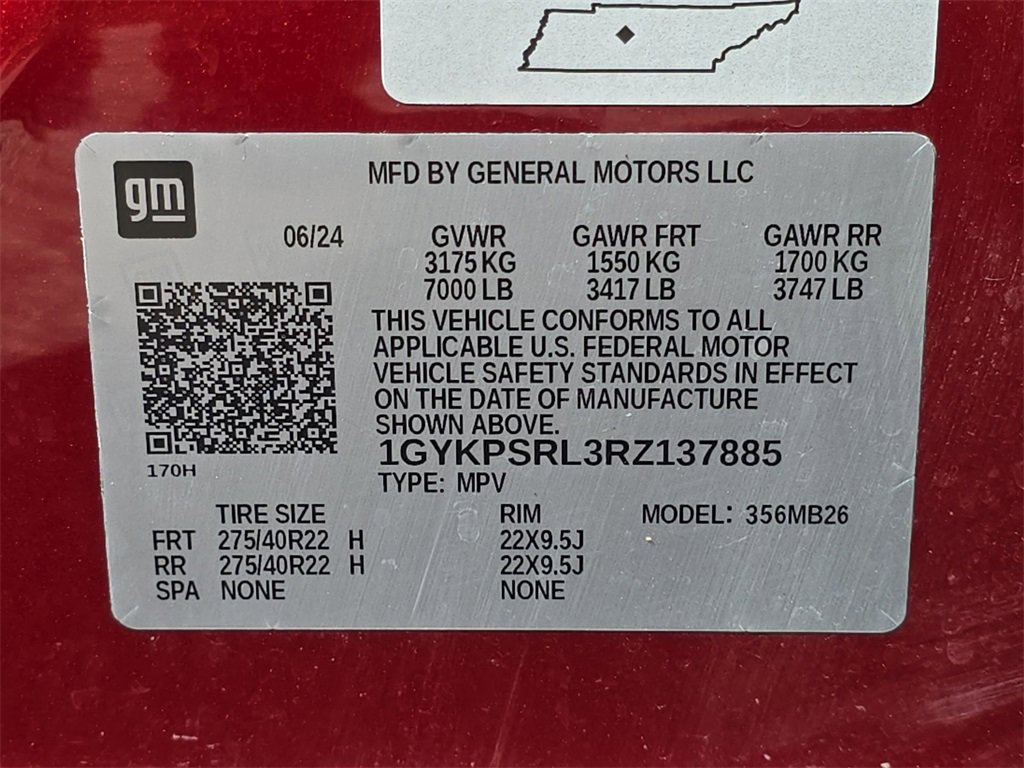 gm
MFD BY GENERAL MOTORS LLC
06/24 GVWR GAWR FRT GAWR RR
3175 KG 1550 KG 1700 KG
7000 LB 3417 LB 3747 LB
THIS VEHICLE CONFORMS TO ALL
APPLICABLE U.S. FEDERAL MOTOR
VEHICLE SAFETY STANDARDS IN EFFECT
ON THE DATE OF MANUFACTURE
SHOWN ABOVE.
1GYKPSRL3RZ137885
170H
TYPE: MPV
TIRE SIZE RIM MODEL: 356MB26
FRT 275/40R22 H 22X9.5J
RR 275/40R22 H 22X9.5J
SPA NONE NONE